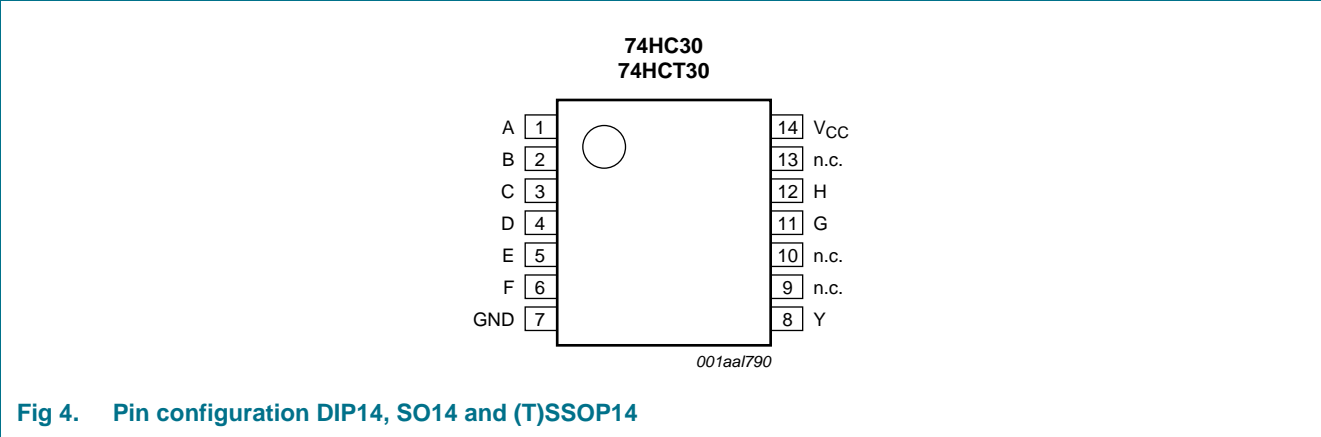 74HC30
74HCT30
A 1 14 VCC
B 2 13 n.c.
C 3 12 H
D 4 11 G
E 5 10 n.c.
F 6 9 n.c.
GND 7 8 Y
001aal790
Fig 4. Pin configuration DIP14, SO14 and (T)SSOP14